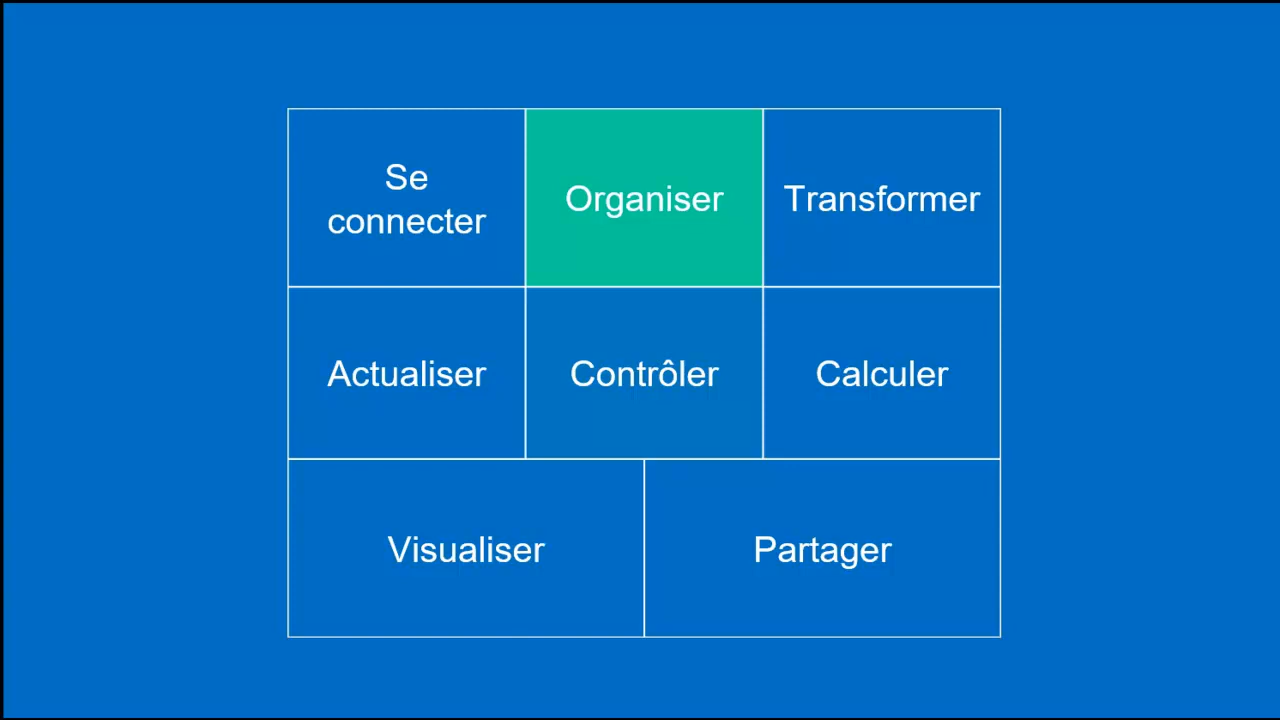 Se
connecter
Organiser
Transformer
Actualiser
Contrôler
Calculer
Visualiser
Partager